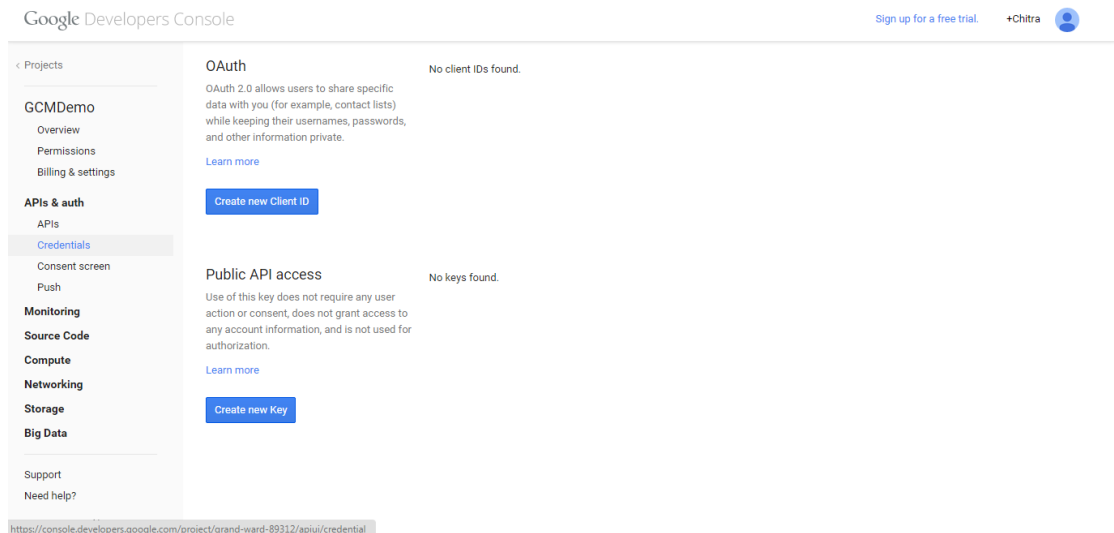 Google Developers Console
Sign up for a free trial.
+Chitra
< Projects
GCMDemo
Overview
Permissions
Billing & settings
APIs & auth
APIs
Credentials
Consent screen
Push
Monitoring
Source Code
Compute
Networking
Storage
Big Data
Support
Need help?
OAuth
OAuth 2.0 allows users to share specific
data with you (for example, contact lists)
while keeping their usernames, passwords,
and other information private.
Learn more
Create new Client ID
No client IDs found.
Public API access
Use of this key does not require any user
action or consent, does not grant access to
any account information, and is not used for
authorization.
Learn more
Create new Key
No keys found.
https://console.developers.google.com/project/grand-ward-89312/apiui/credential